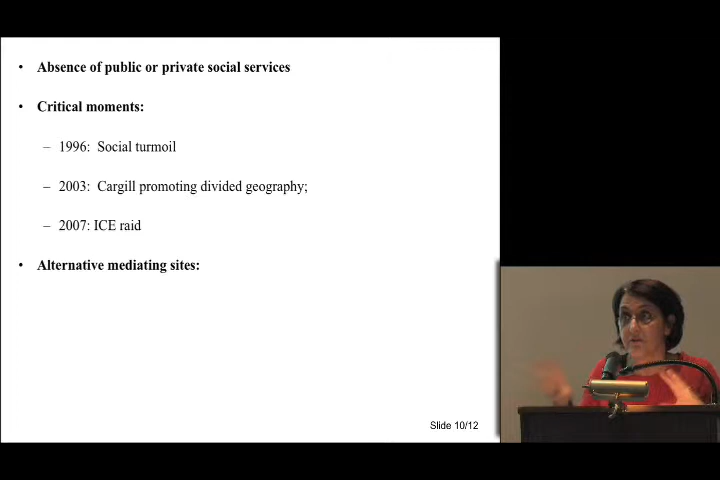 • Absence of public or private social services
• Critical moments:
– 1996: Social turmoil
– 2003: Cargill promoting divided geography;
– 2007: ICE raid
• Alternative mediating sites:
Slide 10/12